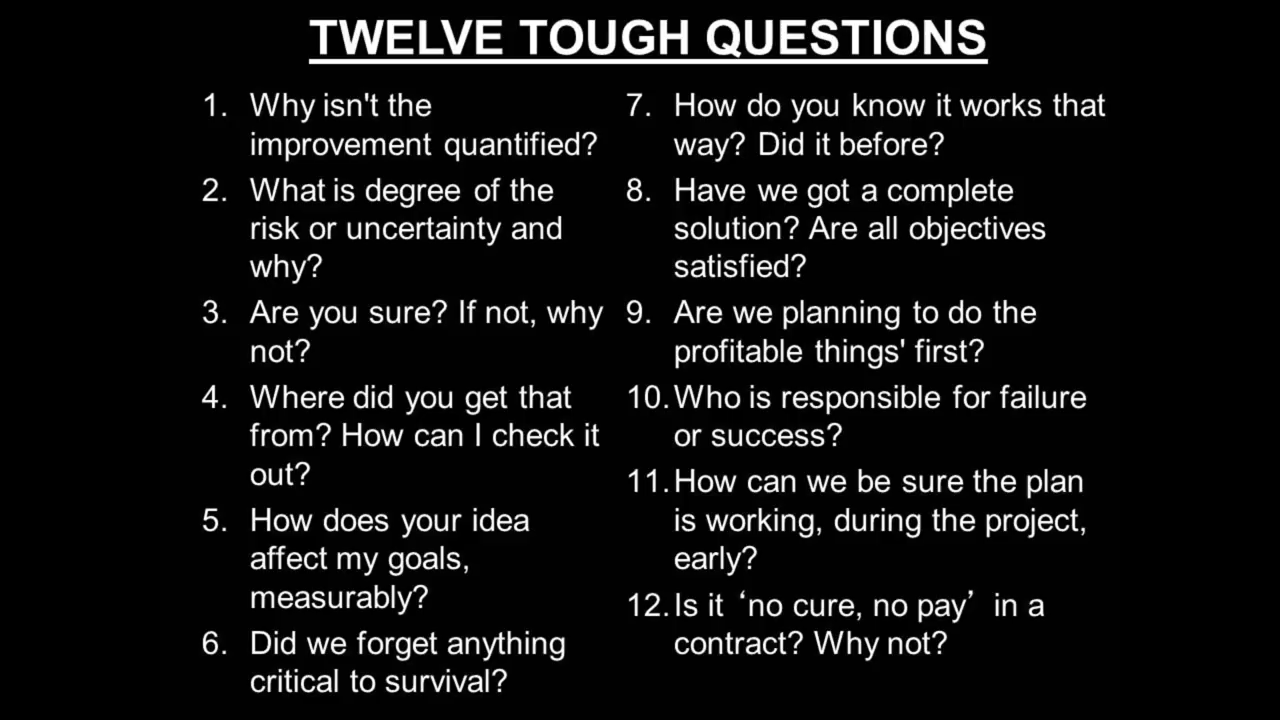 TWELVE TOUGH QUESTIONS
1. Why isn't the
improvement quantified?
2. What is degree of the
risk or uncertainty and
why?
3. Are you sure? If not, why
not?
4. Where did you get that
from? How can I check it
out?
5. How does your idea
affect my goals,
measurably?
6. Did we forget anything
critical to survival?
7. How do you know it works that
way? Did it before?
8. Have we got a complete
solution? Are all objectives
satisfied?
9. Are we planning to do the
profitable things' first?
10. Who is responsible for failure
or success?
11. How can we be sure the plan
is working, during the project,
early?
12. Is it ‘no cure, no pay’ in a
contract? Why not?